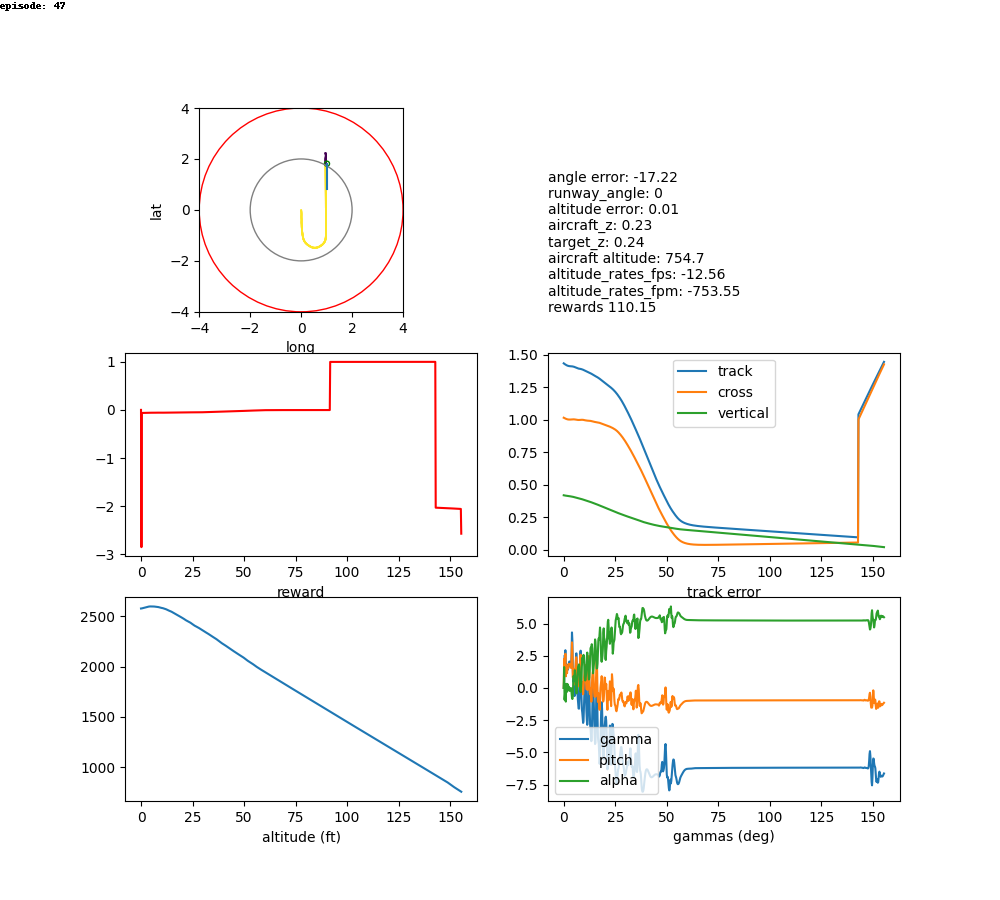 episode: 47
4
2
0
−2
−4
lat
−4 −2 0 2 4
long
angle error: -17.22
runway_angle: 0
altitude error: 0.01
aircraft_z: 0.23
target_z: 0.24
aircraft altitude: 754.7
altitude_rates_fps: -12.56
altitude_rates_fpm: -753.55
rewards 110.15
1
0
−1
−2
−3
0 25 50 75 100 125 150
reward
1.50
1.25
1.00
0.75
0.50
0.25
0.00
track
cross
vertical
0 25 50 75 100 125 150
track error
2500
2000
1500
1000
0 25 50 75 100 125 150
altitude (ft)
5.0
2.5
0.0
−2.5
−5.0
−7.5
gamma
pitch
alpha
0 25 50 75 100 125 150
gammas (deg)